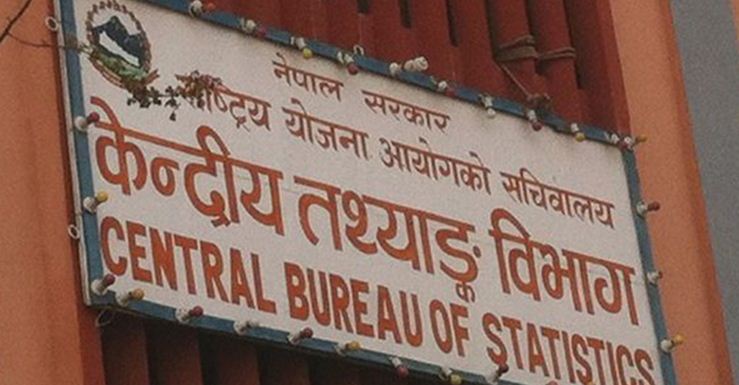 नेपाल सरकार
राष्ट्रिय योजना आयोगको सचिवालय
केन्द्रीय तथ्याङ्क विभाग
CENTRAL BUREAU OF STATISTICS